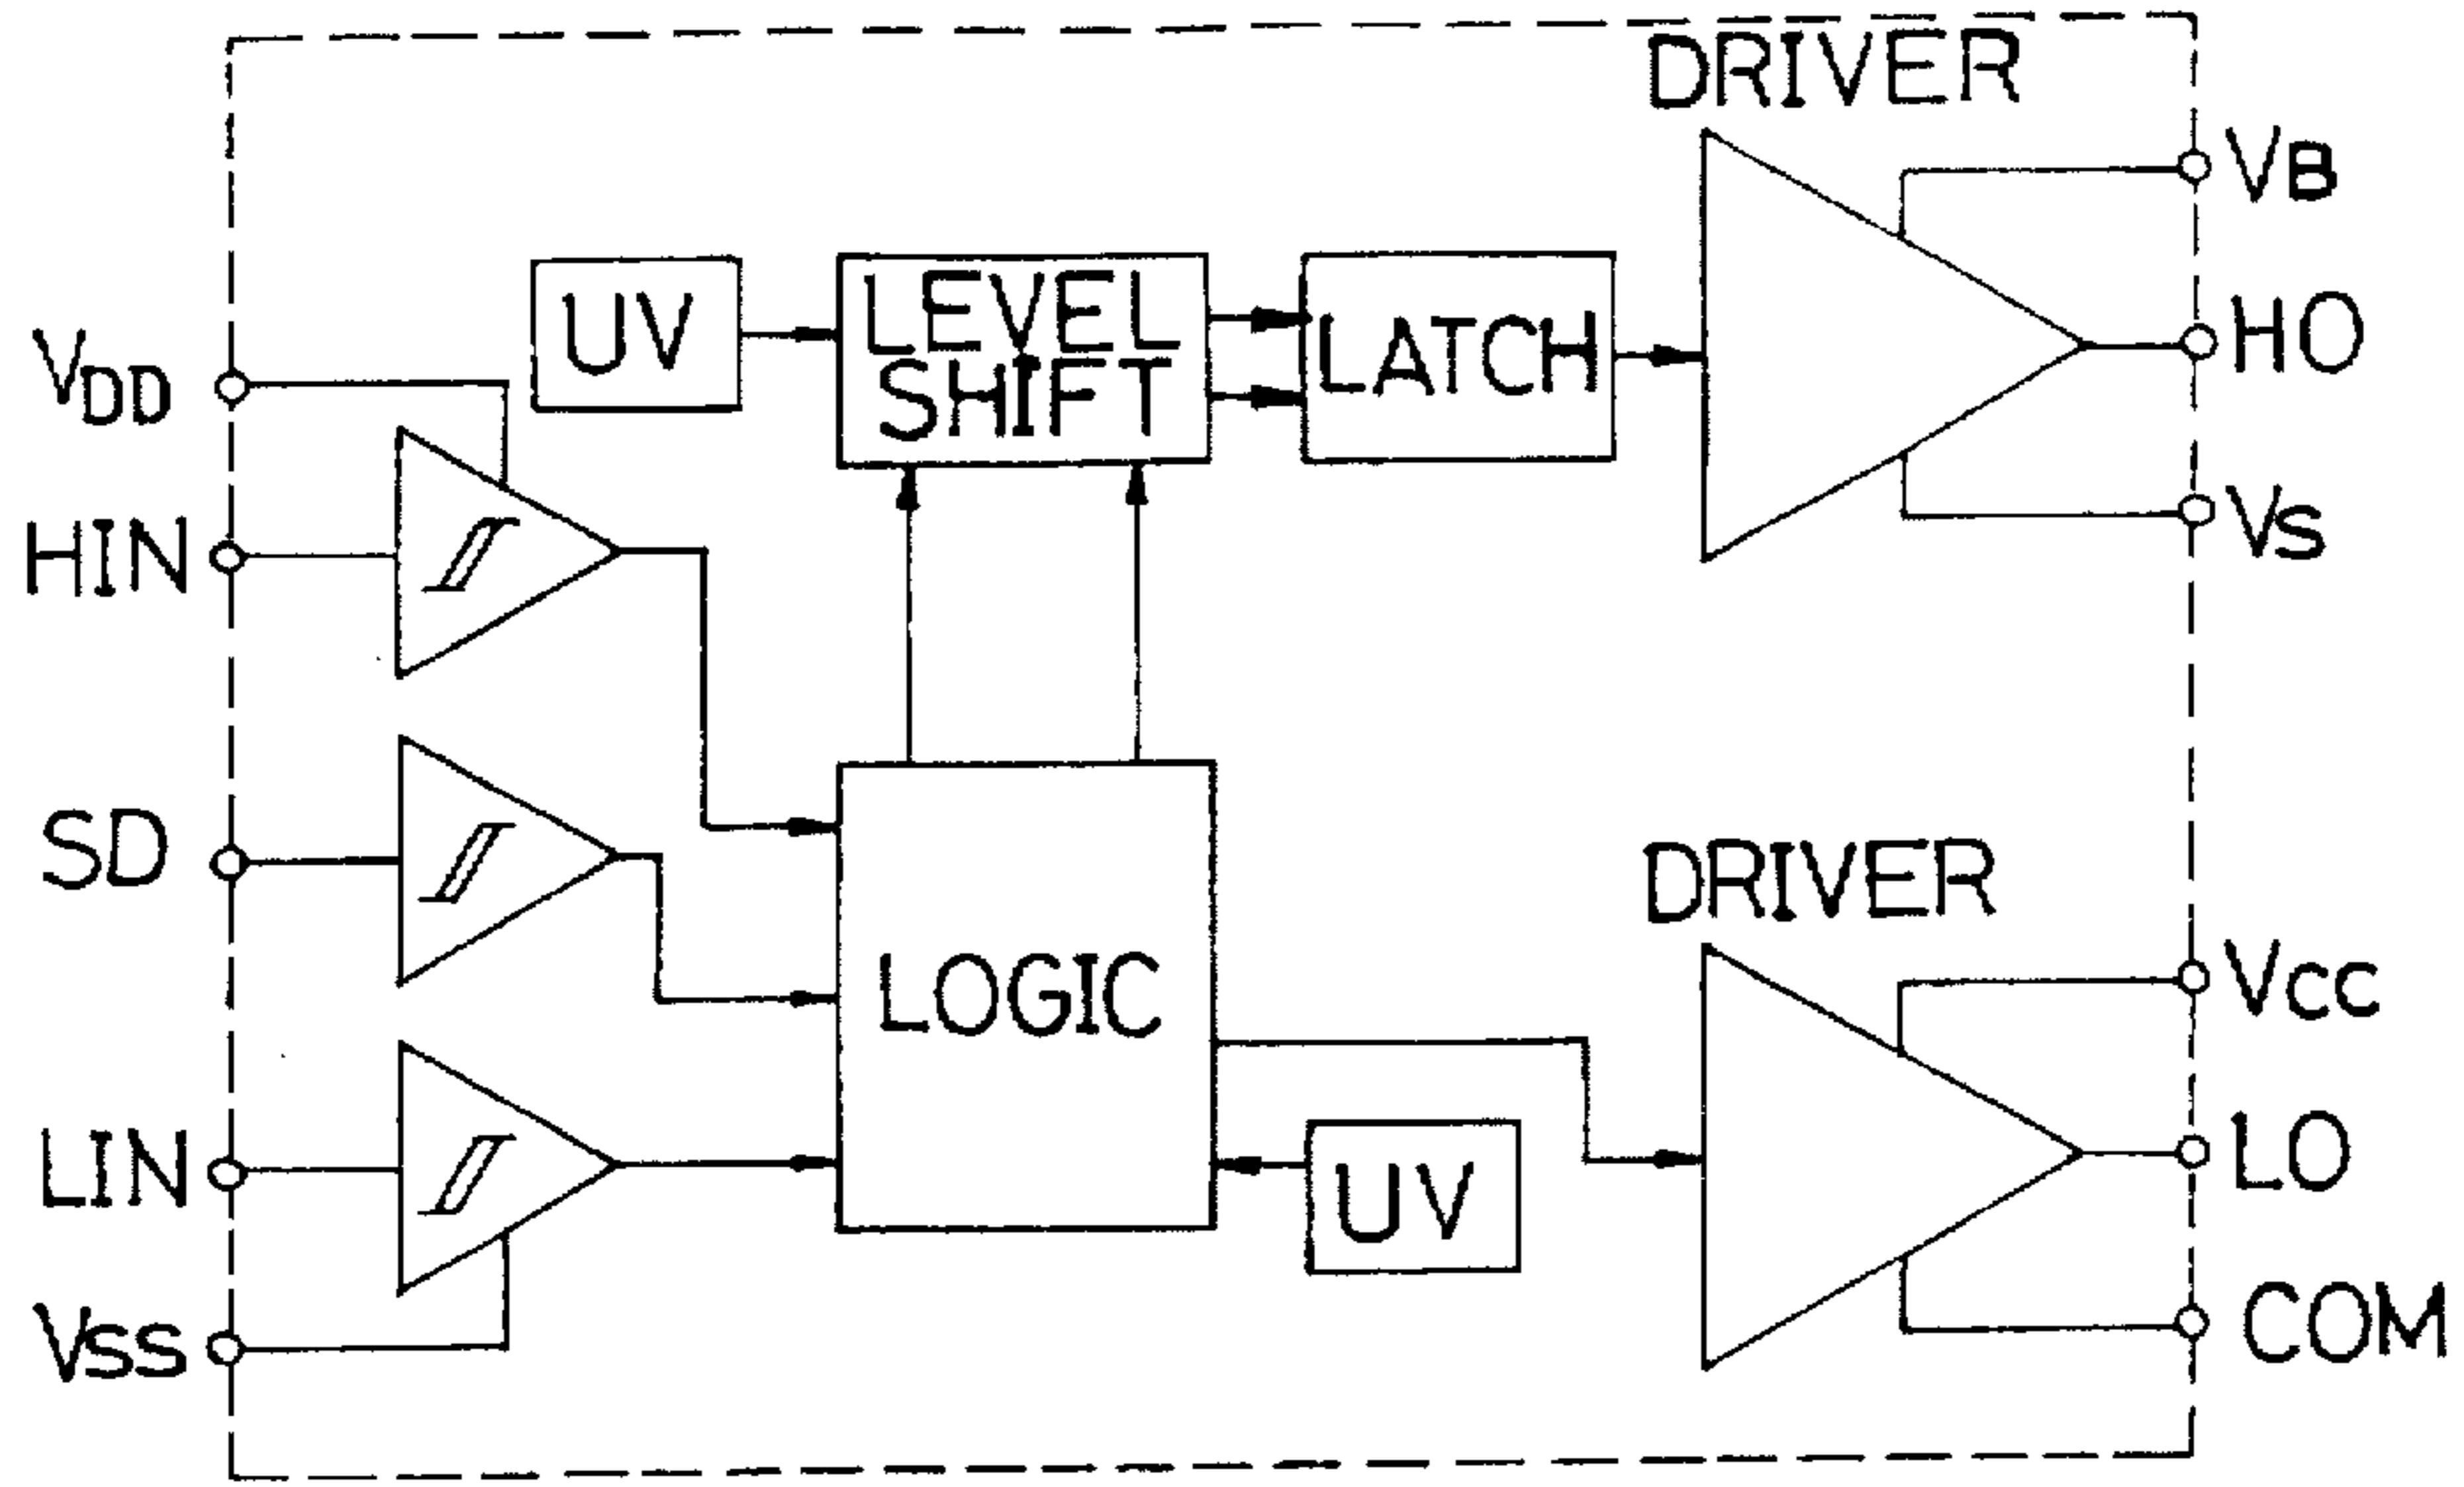 DRIVER
VB
UV
LEVEL
SHIFT
LATCH
HO
VDD
HIN
VS
SD
DRIVER
LOGIC
VCC
LIN
UV
LO
VSS
COM